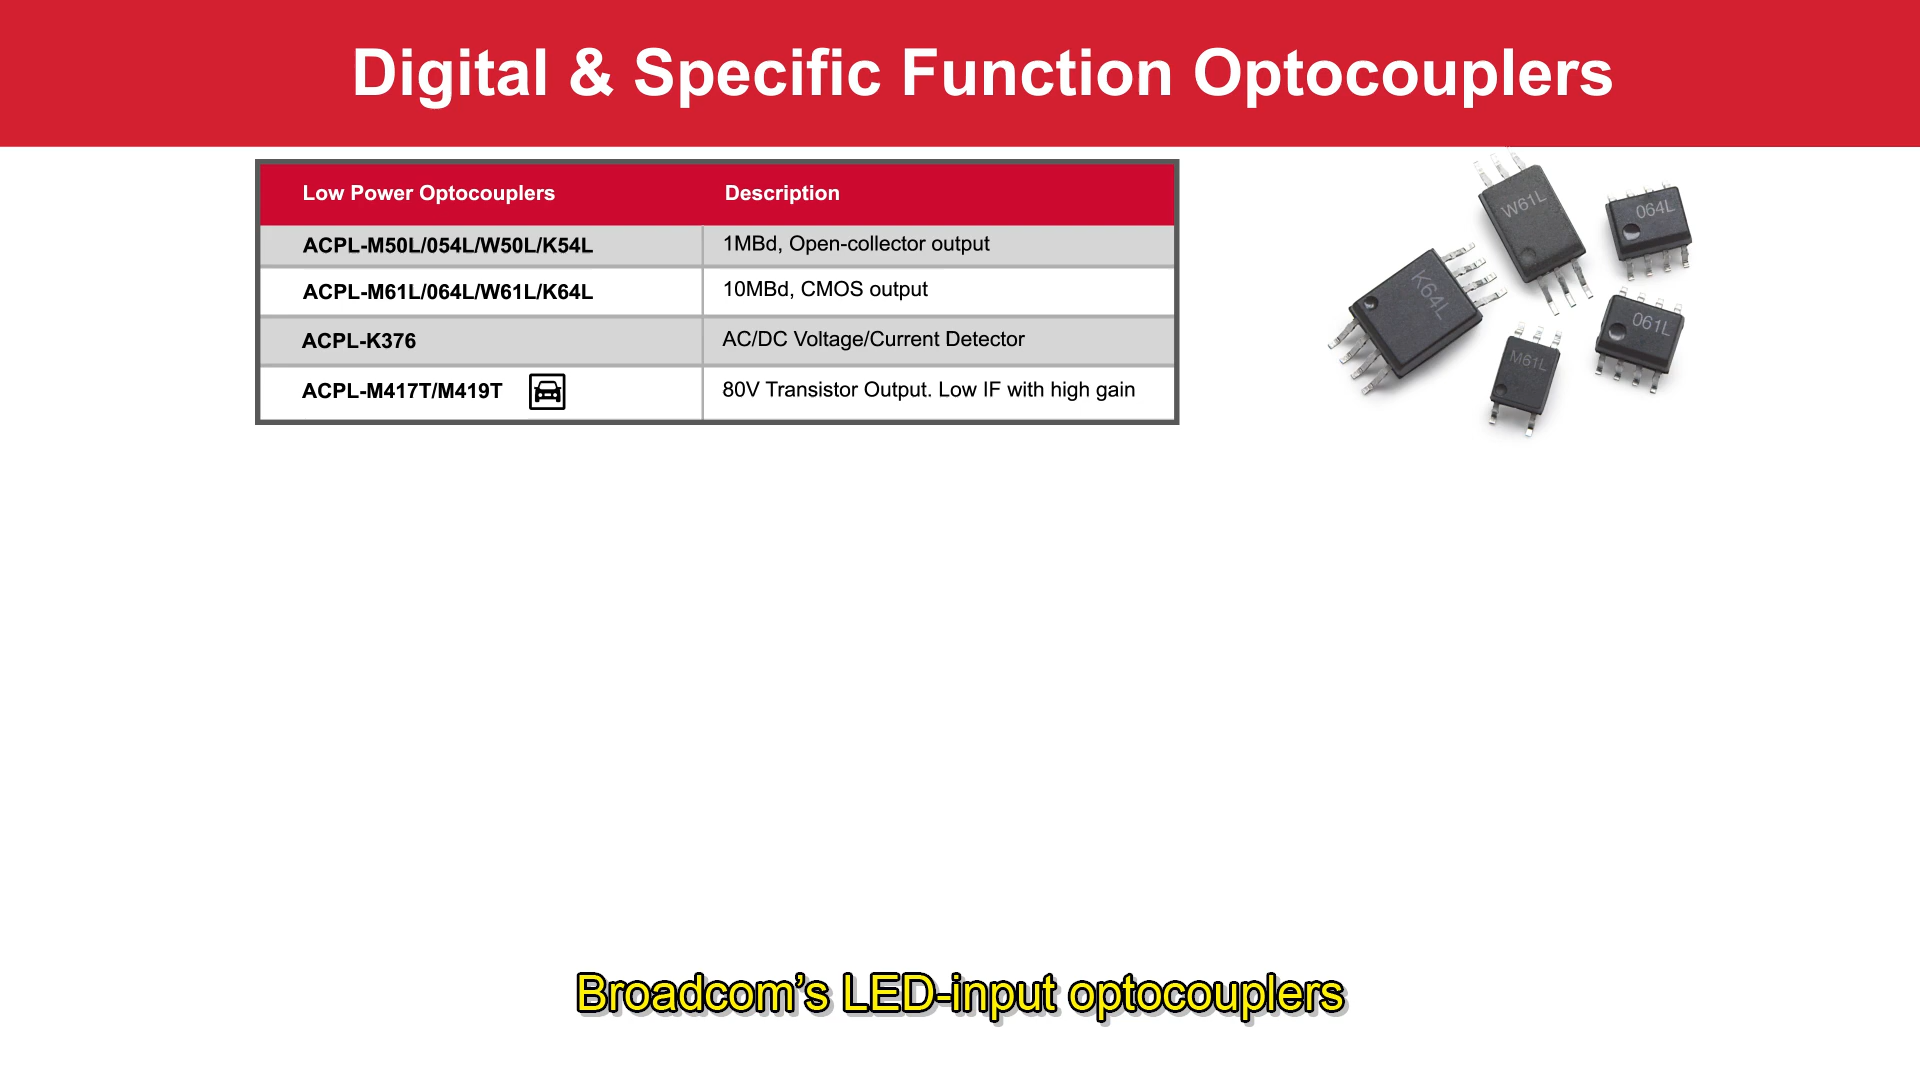 Digital & Specific Function Optocouplers
Low Power Optocouplers Description
ACPL-M50L/054L/W50L/K54L 1MBd, Open-collector output
ACPL-M61L/064L/W61L/K64L 10MBd, CMOS output
ACPL-K376 AC/DC Voltage/Current Detector
ACPL-M417T/M419T 80V Transistor Output. Low IF with high gain
W61L
064L
K64L
061L
M61L
Broadcom’s LED-input optocouplers